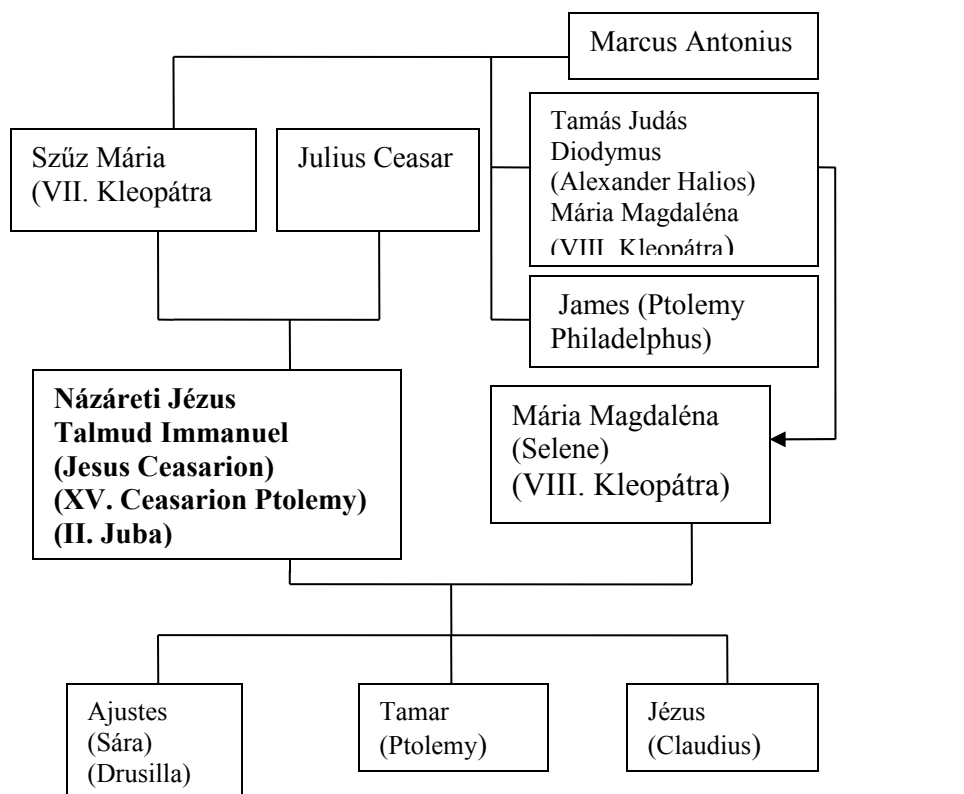 Marcus Antonius
Szűz Mária
(VII. Kleopátra
Julius Ceasar
Tamás Judás
Diodymus
(Alexander Halios)
Mária Magdaléna
(VIII. Kleopátra)
James (Ptolemy
Philadelphus)
Názáreti Jézus
Talmud Immanuel
(Jesus Ceasarion)
(XV. Ceasarion Ptolemy)
(II. Juba)
Mária Magdaléna
(Selene)
(VIII. Kleopátra)
Ajustes
(Sára)
(Drusilla)
Tamar
(Ptolemy)
Jézus
(Claudius)